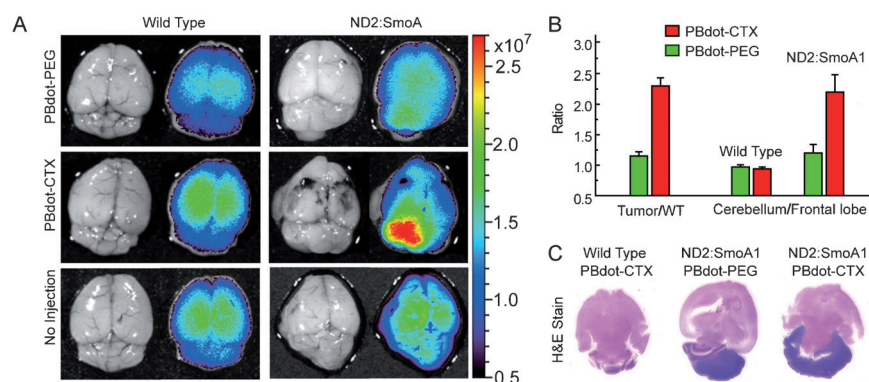 A
Wild Type
ND2:SmoA
PBdot-PEG
PBdot-CTX
No Injection
x10⁷
2.5
2.0
1.5
1.0
0.5
B
PBdot-CTX
PBdot-PEG
ND2:SmoA1
Wild Type
Ratio
3.0
2.5
2.0
1.5
1.0
0.5
Tumor/WT
Cerebellum/Frontal lobe
C
Wild Type
PBdot-CTX
ND2:SmoA1
PBdot-PEG
ND2:SmoA1
PBdot-CTX
H&E Stain